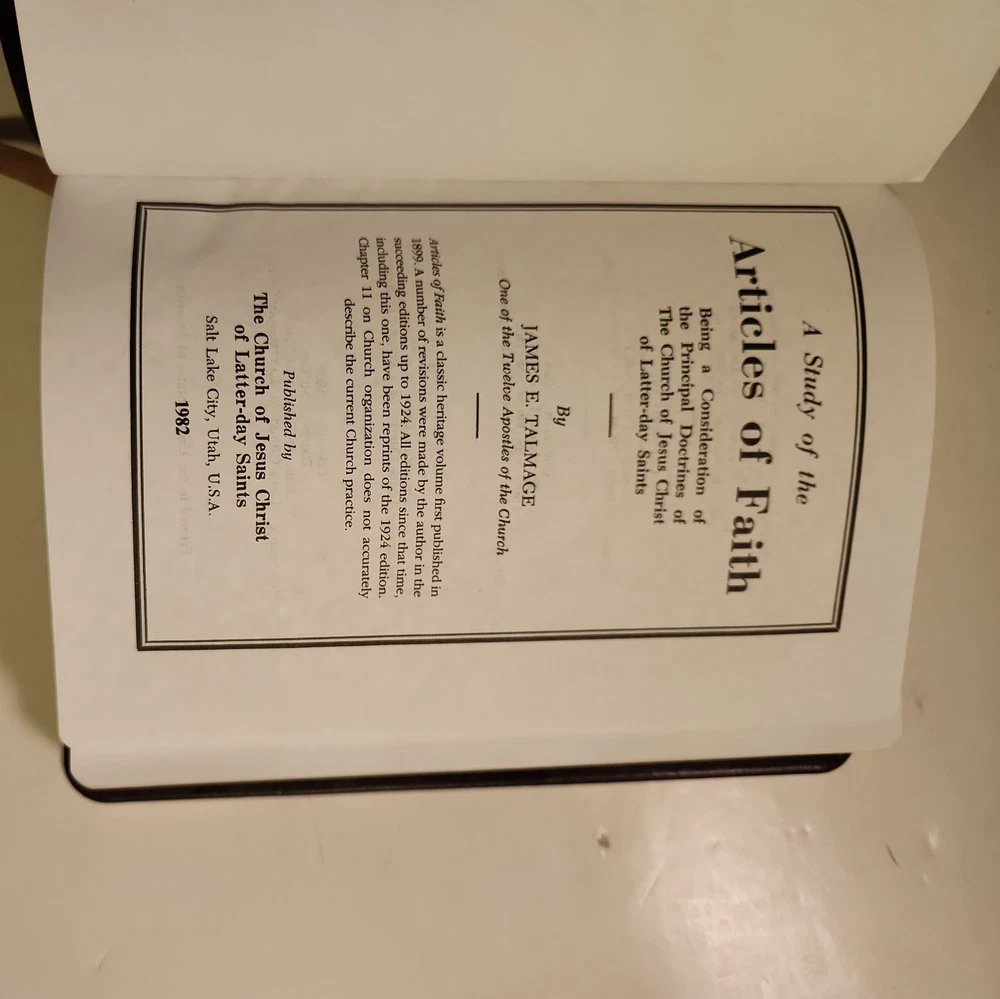 A Study of the
Articles of Faith
Being a Consideration of
the Principal Doctrines of
The Church of Jesus Christ
of Latter-day Saints
By
JAMES E. TALMAGE
One of the Twelve Apostles of the Church
Articles of Faith is a classic heritage volume first published in
1899. A number of revisions were made by the author in the
succeeding editions up to 1924. All editions since that time,
including this one, have been reprints of the 1924 edition.
Chapter 11 on Church organization does not accurately
describe the current Church practice.
Published by
The Church of Jesus Christ
of Latter-day Saints
Salt Lake City, Utah, U.S.A.
1982